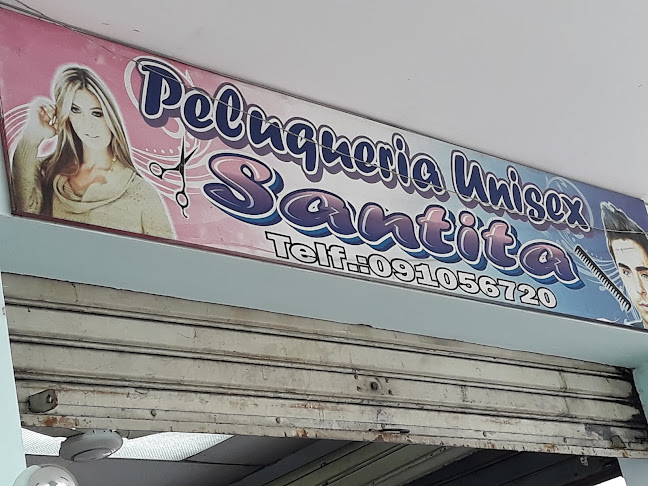 Peluqueria Unisex
Santita
Telf.:091056720